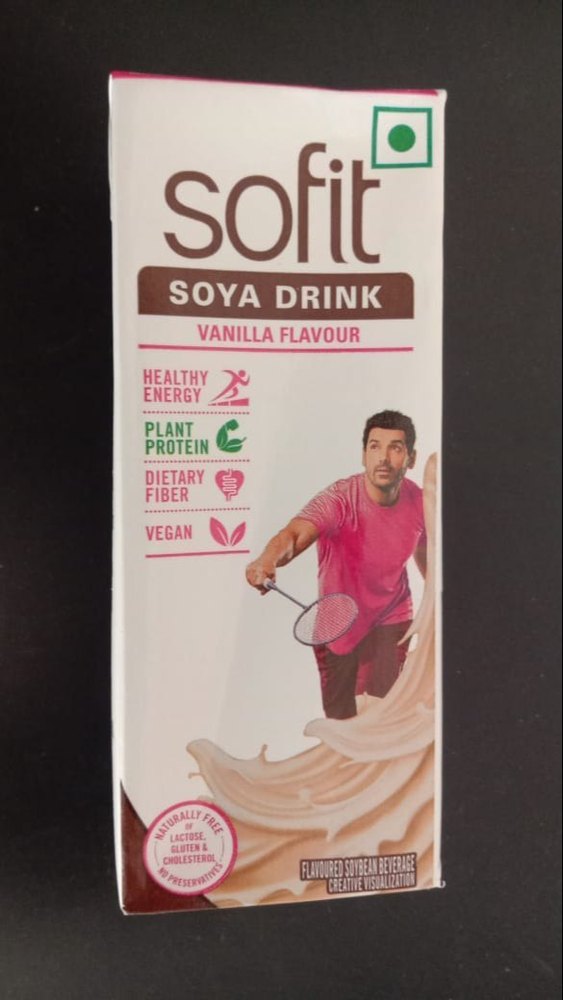 sofit
SOYA DRINK
VANILLA FLAVOUR
HEALTHY
ENERGY
PLANT
PROTEIN
DIETARY
FIBER
VEGAN
NATURALLY FREE
OF
LACTOSE,
GLUTEN &
CHOLESTEROL
NO PRESERVATIVES
FLAVOURED SOYBEAN BEVERAGE
CREATIVE VISUALIZATION